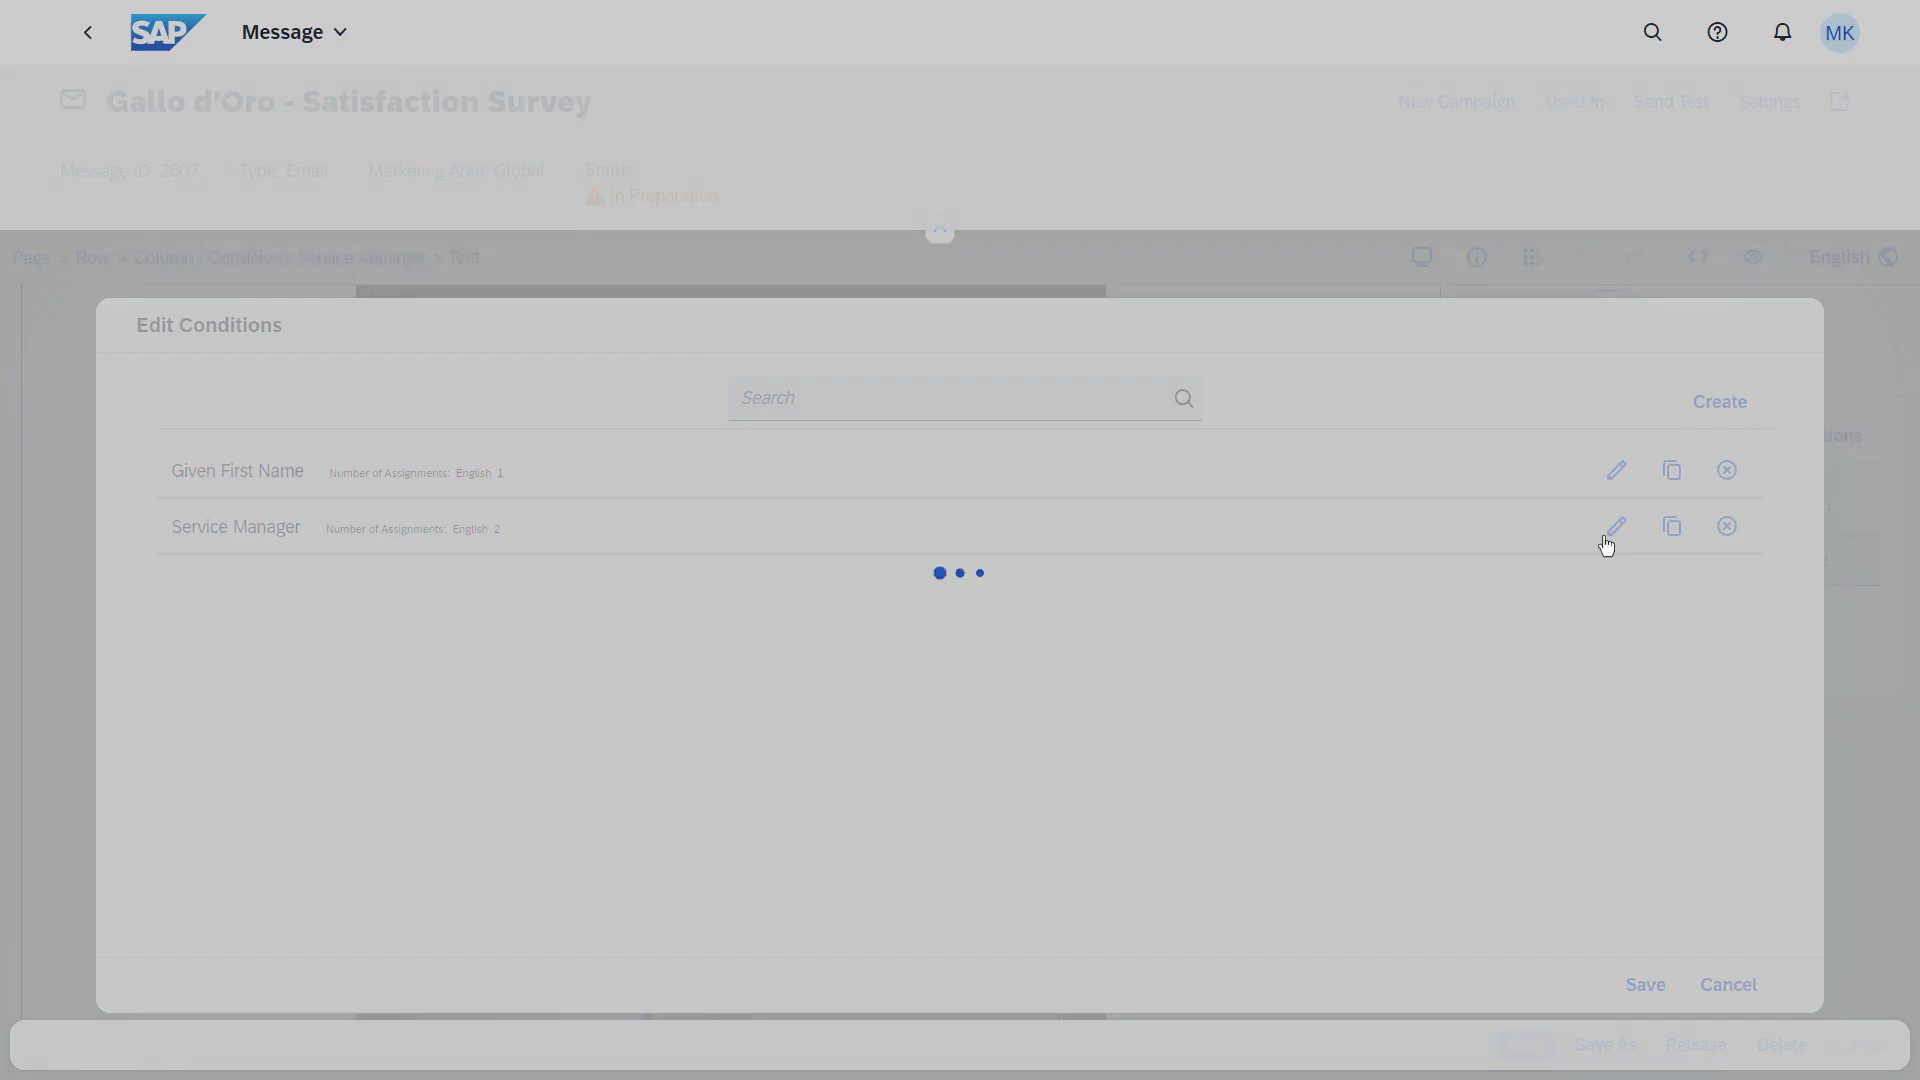 SAP Message
MK
Gallo d'Oro - Satisfaction Survey
New Campaign Used In Send Test Settings
Message ID: 2607 Type: Email Marketing Area: Global Status
In Preparation
Page > Row > Column | Condition: Service Manager > Text
English
Edit Conditions
Search
Create
tions
Given First Name Number of Assignments: English 1
Service Manager Number of Assignments: English 2
Save Cancel
Save As Release Delete